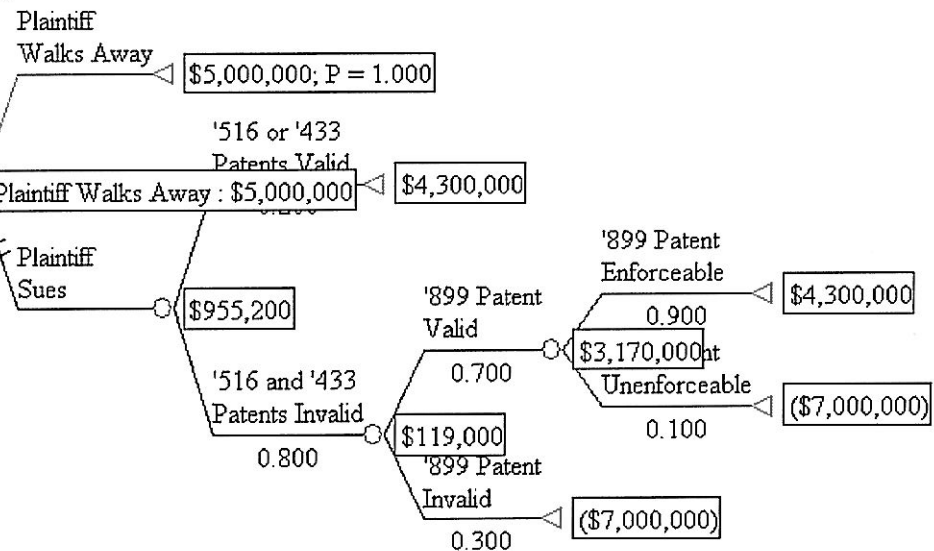 Plaintiff
Walks Away
$5,000,000; P = 1.000
'516 or '433
Patents Valid
$4,300,000
Plaintiff Walks Away : $5,000,000
Plaintiff
Sues
$955,200
'516 and '433
Patents Invalid
0.800
$119,000
'899 Patent
Valid
0.700
$3,170,000
'899 Patent
Enforceable
0.900
$4,300,000
nt
Unenforceable
0.100
($7,000,000)
'899 Patent
Invalid
0.300
($7,000,000)